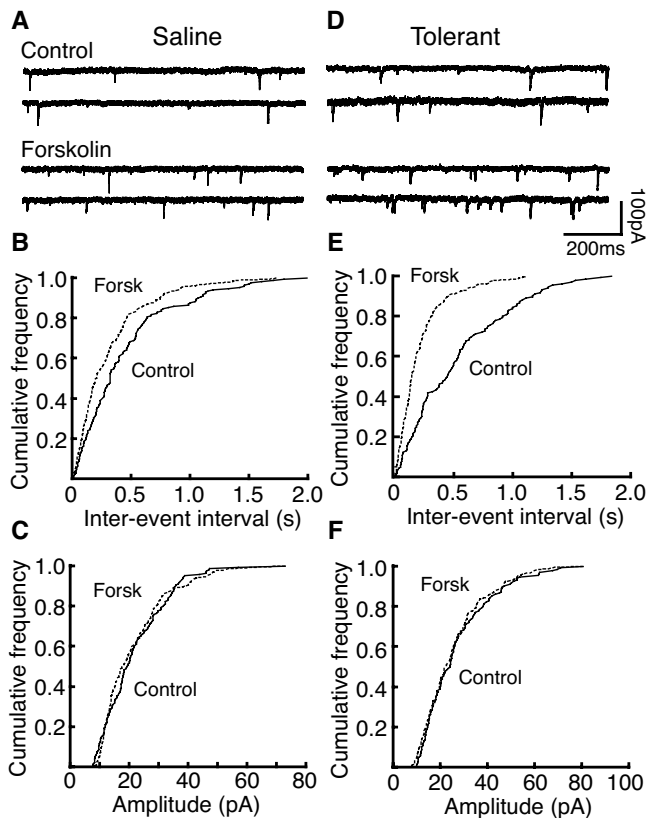 A
Saline
Control
Forskolin
D
Tolerant
100pA
200ms
B
Cumulative frequency
1.0
0.8
0.6
0.4
0.2
Forsk
Control
0
0.5
1.0
1.5
2.0
Inter-event interval (s)
E
Cumulative frequency
1.0
0.8
0.6
0.4
0.2
Forsk
Control
0
0.5
1.0
1.5
2.0
Inter-event interval (s)
C
Cumulative frequency
1.0
0.8
0.6
0.4
0.2
Forsk
Control
0
20
40
60
80
Amplitude (pA)
F
Cumulative frequency
1.0
0.8
0.6
0.4
0.2
Forsk
Control
0
20
40
60
80
100
Amplitude (pA)